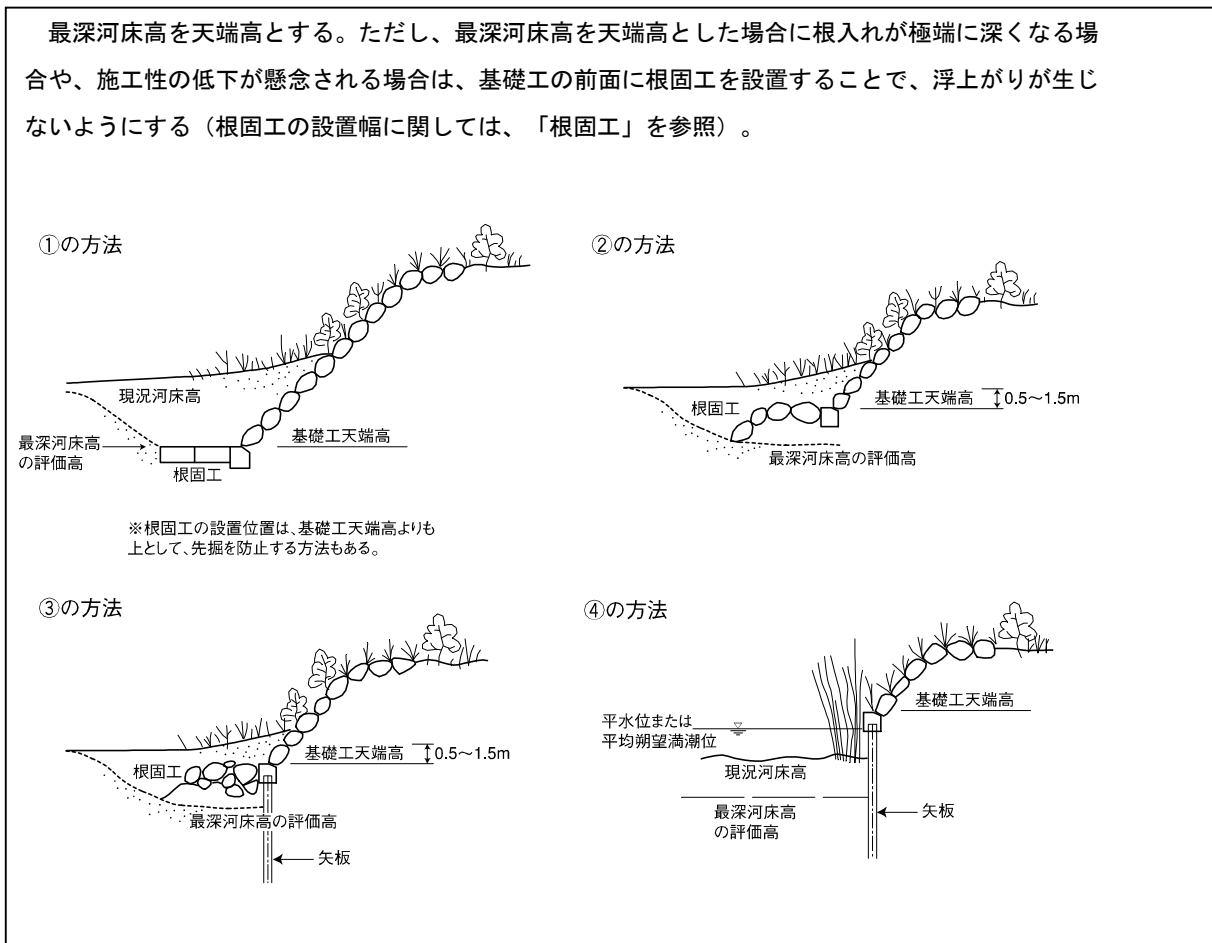 最深河床高を天端高とする。ただし、最深河床高を天端高とした場合に根入れが極端に深くなる場
合や、施工性の低下が懸念される場合は、基礎工の前面に根固工を設置することで、浮上がりが生じ
ないようにする（根固工の設置幅に関しては、「根固工」を参照）。
①の方法
現況河床高
最深河床高
の評価高
根固工
基礎工天端高
※根固工の設置位置は、基礎工天端高よりも
上として、先掘を防止する方法もある。
②の方法
根固工
基礎工天端高
0.5～1.5m
最深河床高の評価高
③の方法
根固工
基礎工天端高
0.5～1.5m
最深河床高の評価高
矢板
④の方法
基礎工天端高
平水位または
平均朔望満潮位
現況河床高
最深河床高
の評価高
矢板